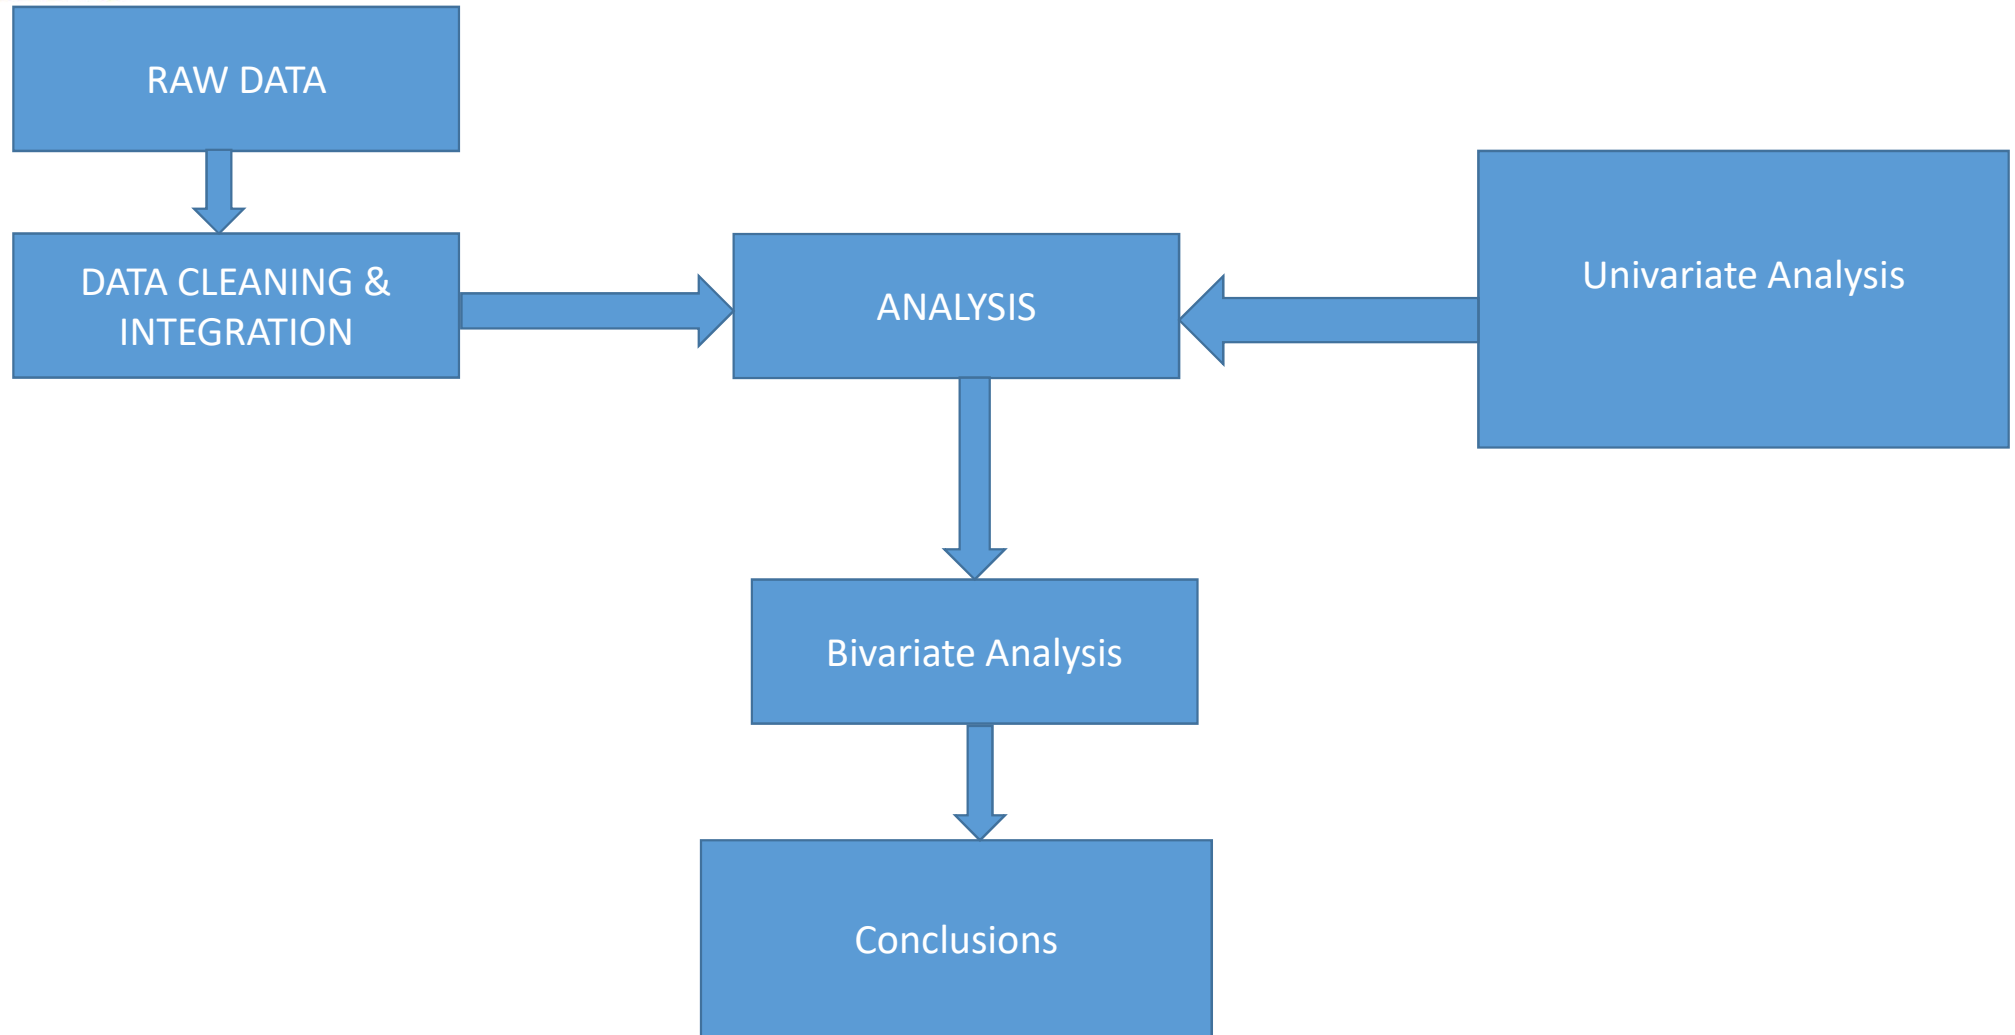 RAW DATA
DATA CLEANING &
INTEGRATION
ANALYSIS
Univariate Analysis
Bivariate Analysis
Conclusions